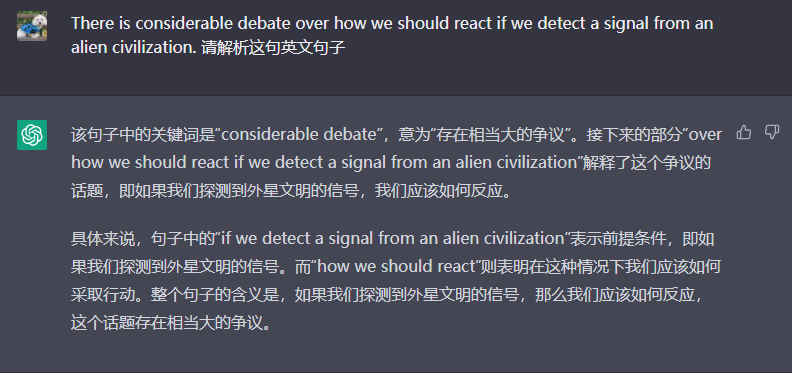 There is considerable debate over how we should react if we detect a signal from an
alien civilization. 请解析这句英文句子
该句子中的关键词是“considerable debate”，意为“存在相当大的争议”。接下来的部分“over
how we should react if we detect a signal from an alien civilization”解释了这个争议的
话题，即如果我们探测到外星文明的信号，我们应该如何反应。
具体来说，句子中的“if we detect a signal from an alien civilization”表示前提条件，即如
果我们探测到外星文明的信号。而“how we should react”则表明在这种情况下我们应该如何
采取行动。整个句子的含义是，如果我们探测到外星文明的信号，那么我们应该如何反应，
这个话题存在相当大的争议。